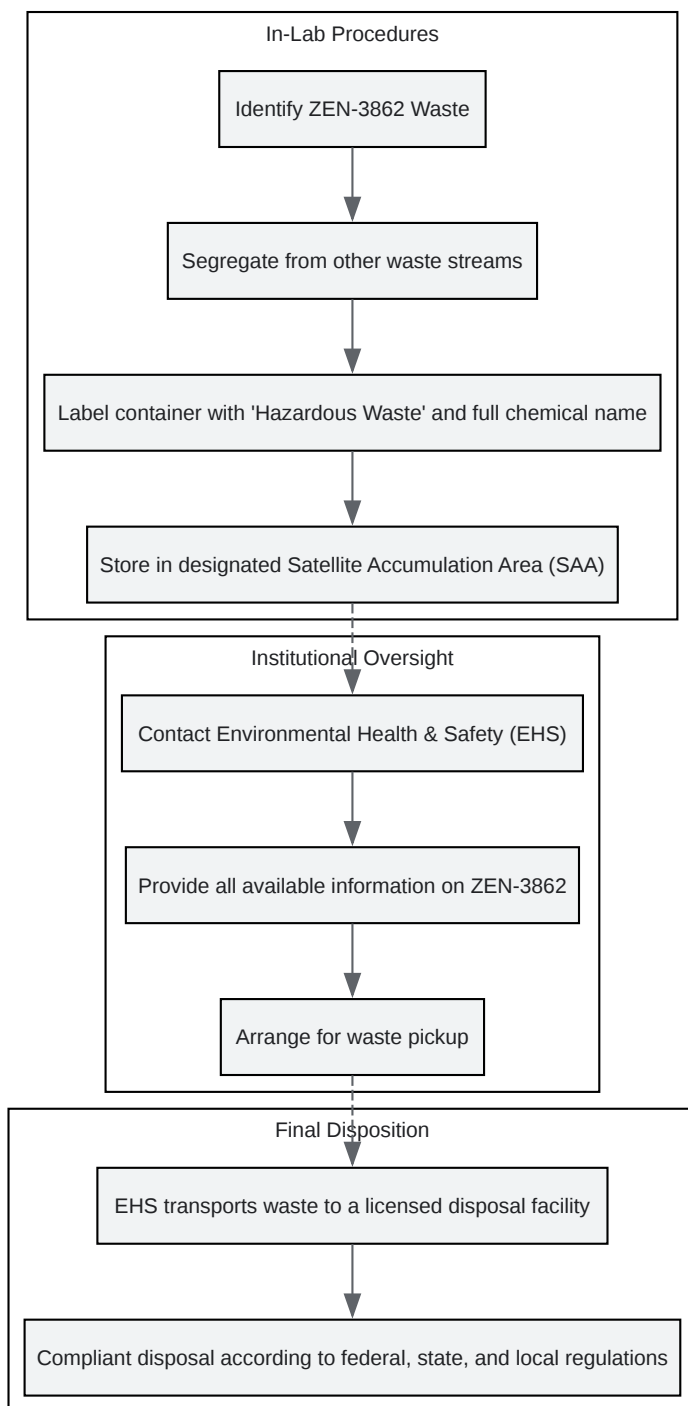 In-Lab Procedures
Identify ZEN-3862 Waste
Segregate from other waste streams
Label container with 'Hazardous Waste' and full chemical name
Store in designated Satellite Accumulation Area (SAA)
Institutional Oversight
Contact Environmental Health & Safety (EHS)
Provide all available information on ZEN-3862
Arrange for waste pickup
Final Disposition
EHS transports waste to a licensed disposal facility
Compliant disposal according to federal, state, and local regulations